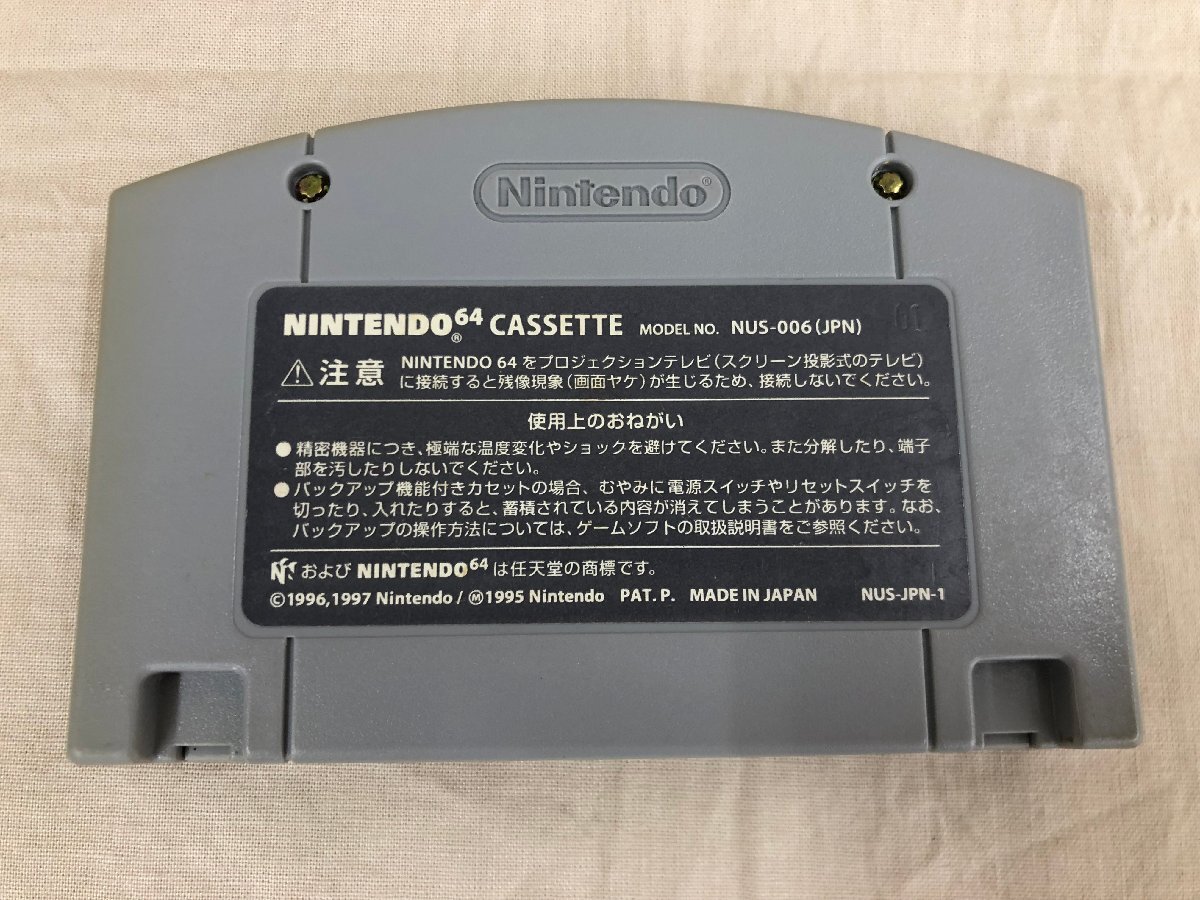 Nintendo®
NINTENDO64® CASSETTE MODEL NO. NUS-006(JPN)
⚠注意 NINTENDO 64をプロジェクションテレビ(スクリーン投影式のテレビ)
に接続すると残像現象(画面ヤケ)が生じるため、接続しないでください。
使用上のおねがい
●精密機器につき、極端な温度変化やショックを避けてください。また分解したり、端子
部を汚したりしないでください。
●バックアップ機能付きカセットの場合、むやみに電源スイッチやリセットスイッチを
切ったり、入れたりすると、蓄積されている内容が消えてしまうことがあります。なお、
バックアップの操作方法については、ゲームソフトの取扱説明書をご参照ください。
および NINTENDO64 は任天堂の商標です。
©1996,1997 Nintendo/Ⓜ1995 Nintendo PAT. P. MADE IN JAPAN NUS-JPN-1